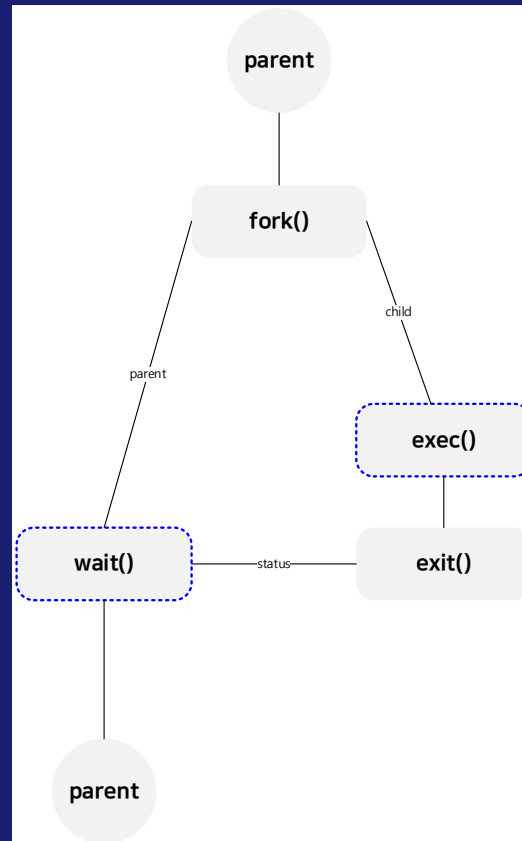 parent
fork()
child
parent
exec()
wait()
status
exit()
parent